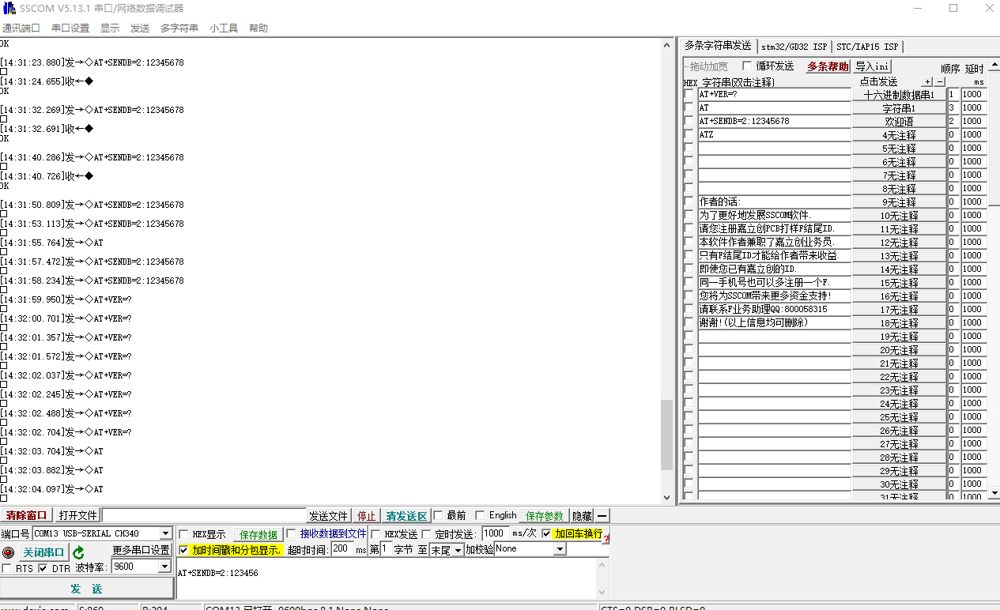 SSCOM V5.13.1 串口/网络数据调试器
通讯端口 串口设置 显示 发送 多字符串 小工具 帮助
OK
[14:31:23.880]发→◇AT+SENDB=2:12345678
□
[14:31:24.655]收←◆
OK
[14:31:32.269]发→◇AT+SENDB=2:12345678
□
[14:31:32.691]收←◆
OK
[14:31:40.286]发→◇AT+SENDB=2:12345678
□
[14:31:40.726]收←◆
OK
[14:31:50.809]发→◇AT+SENDB=2:12345678
□
[14:31:53.113]发→◇AT+SENDB=2:12345678
□
[14:31:55.764]发→◇AT
□
[14:31:57.472]发→◇AT+SENDB=2:12345678
□
[14:31:58.234]发→◇AT+SENDB=2:12345678
□
[14:31:59.950]发→◇AT+VER=?
□
[14:32:00.701]发→◇AT+VER=?
□
[14:32:01.357]发→◇AT+VER=?
□
[14:32:01.572]发→◇AT+VER=?
□
[14:32:02.037]发→◇AT+VER=?
□
[14:32:02.245]发→◇AT+VER=?
□
[14:32:02.488]发→◇AT+VER=?
□
[14:32:02.704]发→◇AT+VER=?
□
[14:32:03.704]发→◇AT
□
[14:32:03.882]发→◇AT
□
[14:32:04.097]发→◇AT
□
多条字符串发送 stm32/GD32 ISP STC/IAP15 ISP
拖动加宽 循环发送 多条帮助 导入ini 顺序 延时
HEX 字符串(双击注释) 点击发送 + − ms
AT+VER=? 十六进制数据串1 1 1000
AT 字符串1 3 1000
AT+SENDB=2:12345678 欢迎语 2 1000
ATZ 4无注释 0 1000
5无注释 0 1000
6无注释 0 1000
7无注释 0 1000
8无注释 0 1000
作者的话: 9无注释 0 1000
为了更好地发展SSCOM软件. 10无注释 0 1000
请您注册嘉立创PCB打样F结尾ID. 11无注释 0 1000
本软件作者兼职了嘉立创业务员. 12无注释 0 1000
只有F结尾ID才能给作者带来收益. 13无注释 0 1000
即使您已有嘉立创的ID. 14无注释 0 1000
同一手机号也可以多注册一个F. 15无注释 0 1000
您将为SSCOM带来更多资金支持! 16无注释 0 1000
请联系F业务助理QQ:800058315 17无注释 0 1000
谢谢!(以上信息均可删除) 18无注释 0 1000
19无注释 0 1000
20无注释 0 1000
21无注释 0 1000
22无注释 0 1000
23无注释 0 1000
24无注释 0 1000
25无注释 0 1000
26无注释 0 1000
27无注释 0 1000
28无注释 0 1000
29无注释 0 1000
30无注释 0 1000
31无注释 0 1000
清除窗口 打开文件 发送文件 停止 清发送区 最前 English 保存参数 隐藏 —
端口号 COM13 USB-SERIAL CH340 HEX显示 保存数据 接收数据到文件 HEX发送 定时发送: 1000 ms/次 加回车换行 ?
关闭串口 更多串口设置 加时间戳和分包显示, 超时时间: 200 ms 第1 字节 至 末尾 加校验 None
RTS DTR 波特率: 9600
AT+SENDB=2:123456
发 送
www.daxia.com S:869 R:204 COM13 已打开 9600bps,8,1,None,None CTS=0 DSR=0 RLSD=0